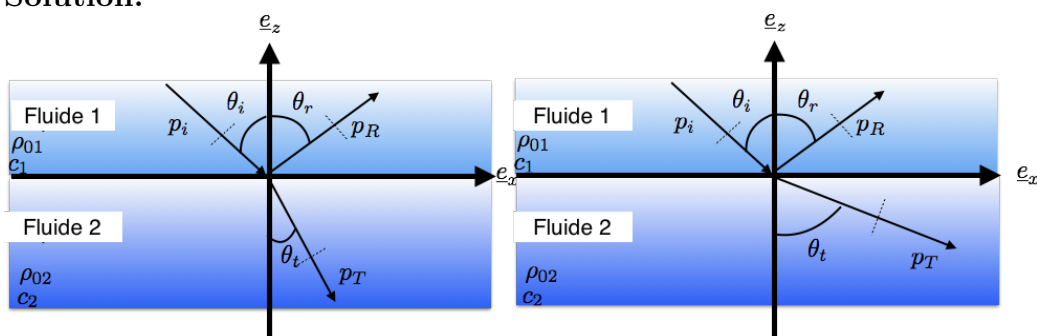 Solution:
e_z e_z
Fluide 1 θ_i θ_r p_i p_R Fluide 1 θ_i θ_r p_i p_R
ρ_01 ρ_01
c_1 e_x c_1 e_x
Fluide 2 Fluide 2
θ_t p_T θ_t p_T
ρ_02 ρ_02
c_2 c_2